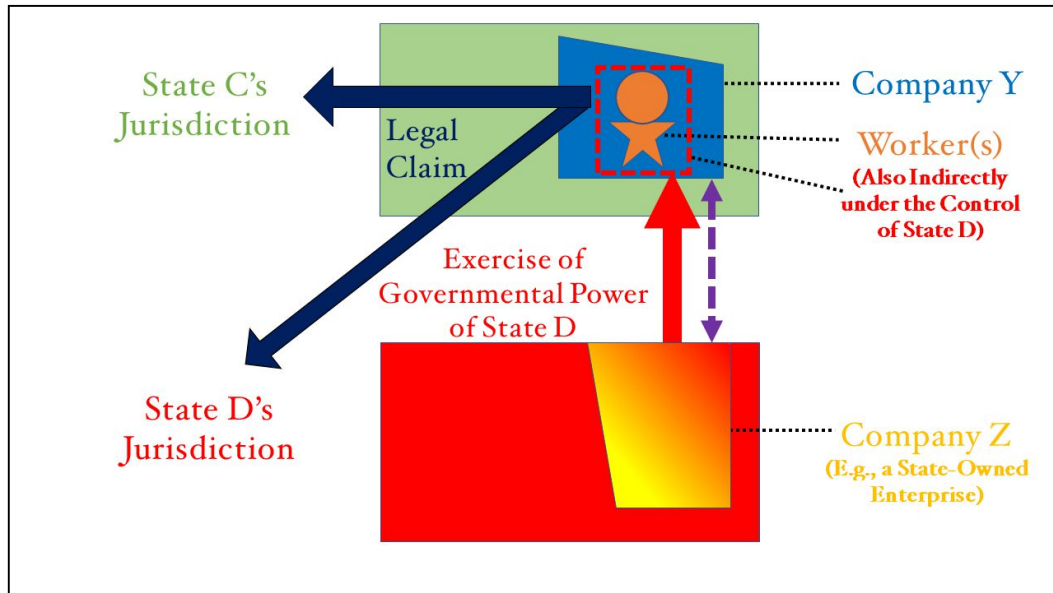 State C's
Jurisdiction
Legal
Claim
Company Y
Worker(s)
(Also Indirectly
under the Control
of State D)
Exercise of
Governmental Power
of State D
State D's
Jurisdiction
Company Z
(E.g., a State-Owned
Enterprise)